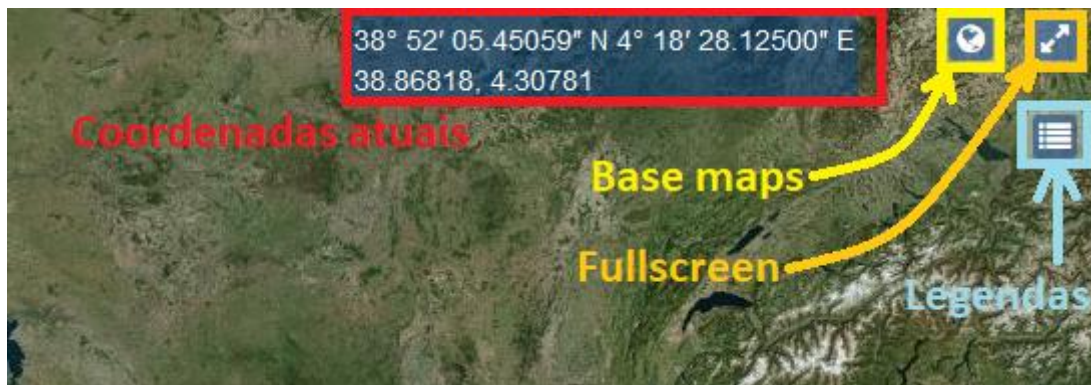 38° 52' 05.45059" N 4° 18' 28.12500" E
38.86818, 4.30781
Coordenadas atuais
Base maps
Fullscreen
Legendas